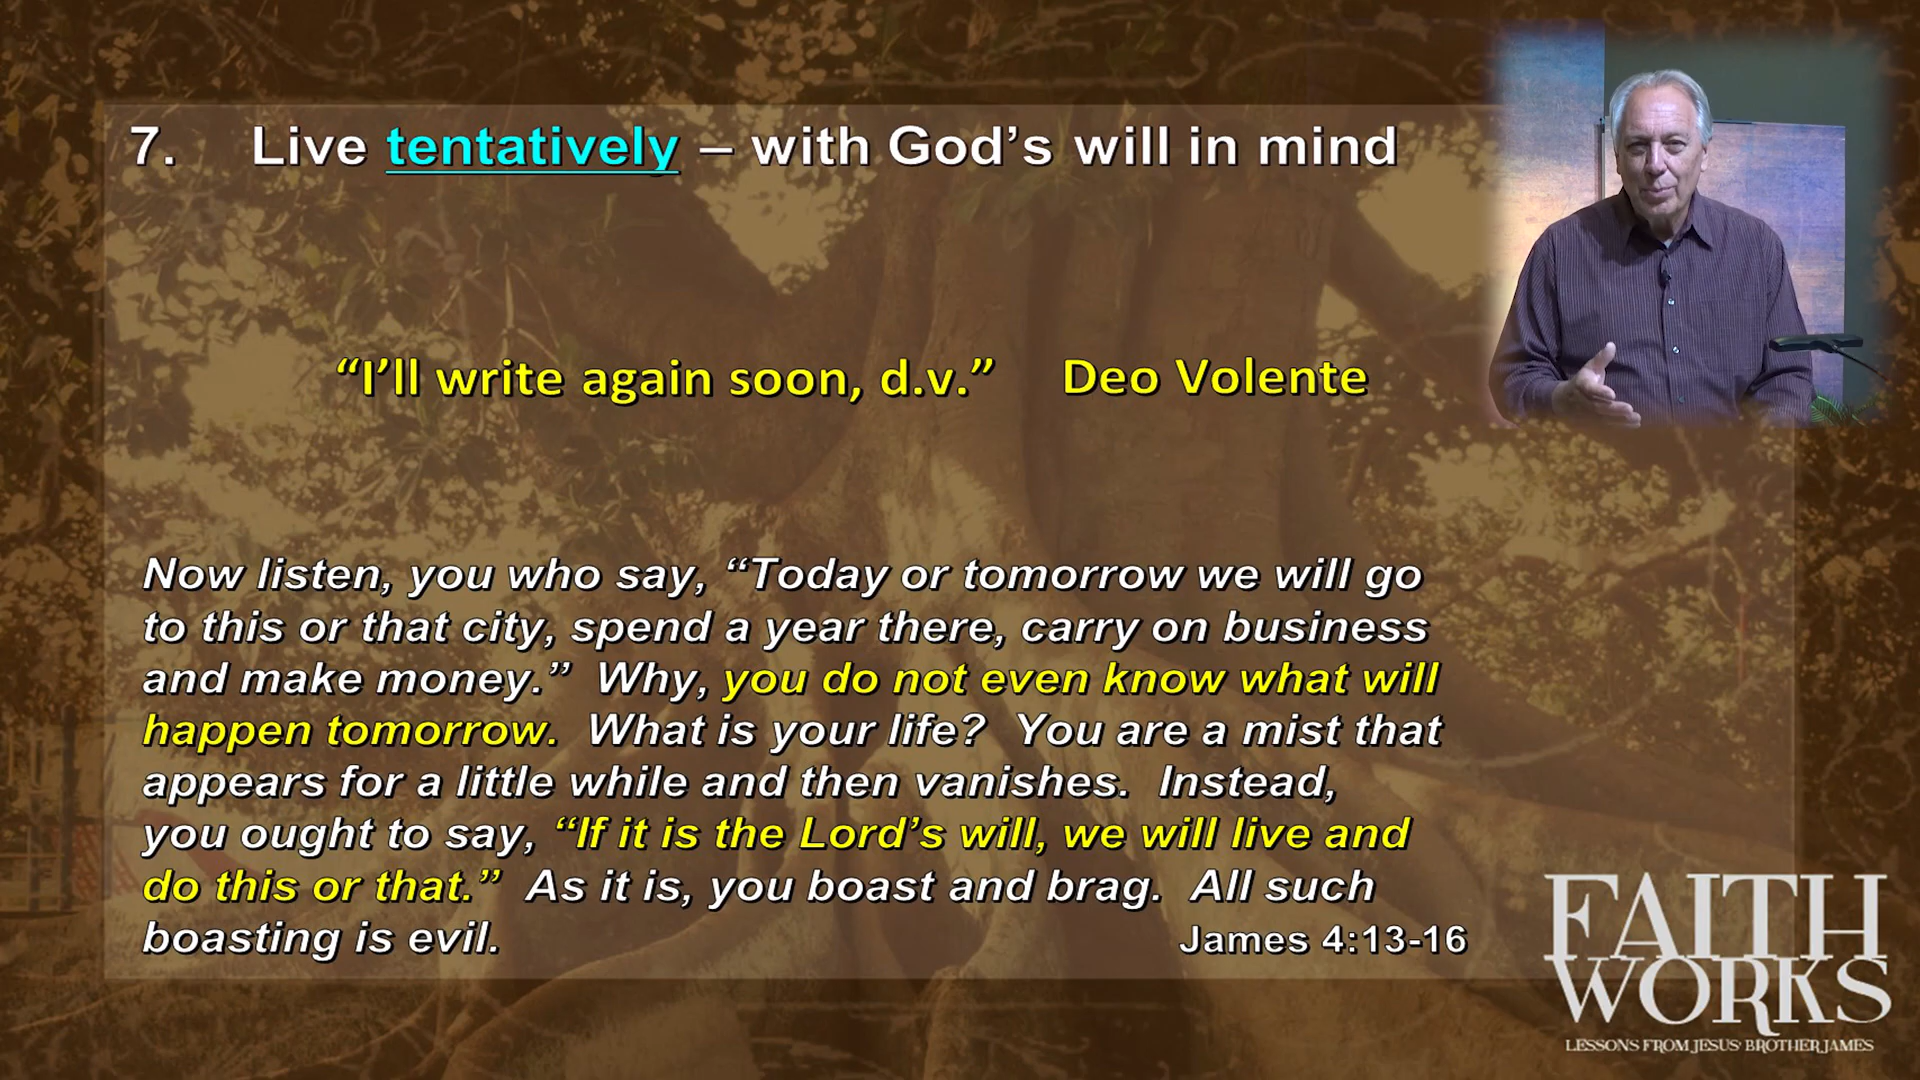 7. Live tentatively – with God’s will in mind
“I’ll write again soon, d.v.” Deo Volente
Now listen, you who say, “Today or tomorrow we will go
to this or that city, spend a year there, carry on business
and make money.” Why, you do not even know what will
happen tomorrow. What is your life? You are a mist that
appears for a little while and then vanishes. Instead,
you ought to say, “If it is the Lord’s will, we will live and
do this or that.” As it is, you boast and brag. All such
boasting is evil. James 4:13-16
FAITH
WORKS
LESSONS FROM JESUS' BROTHER JAMES